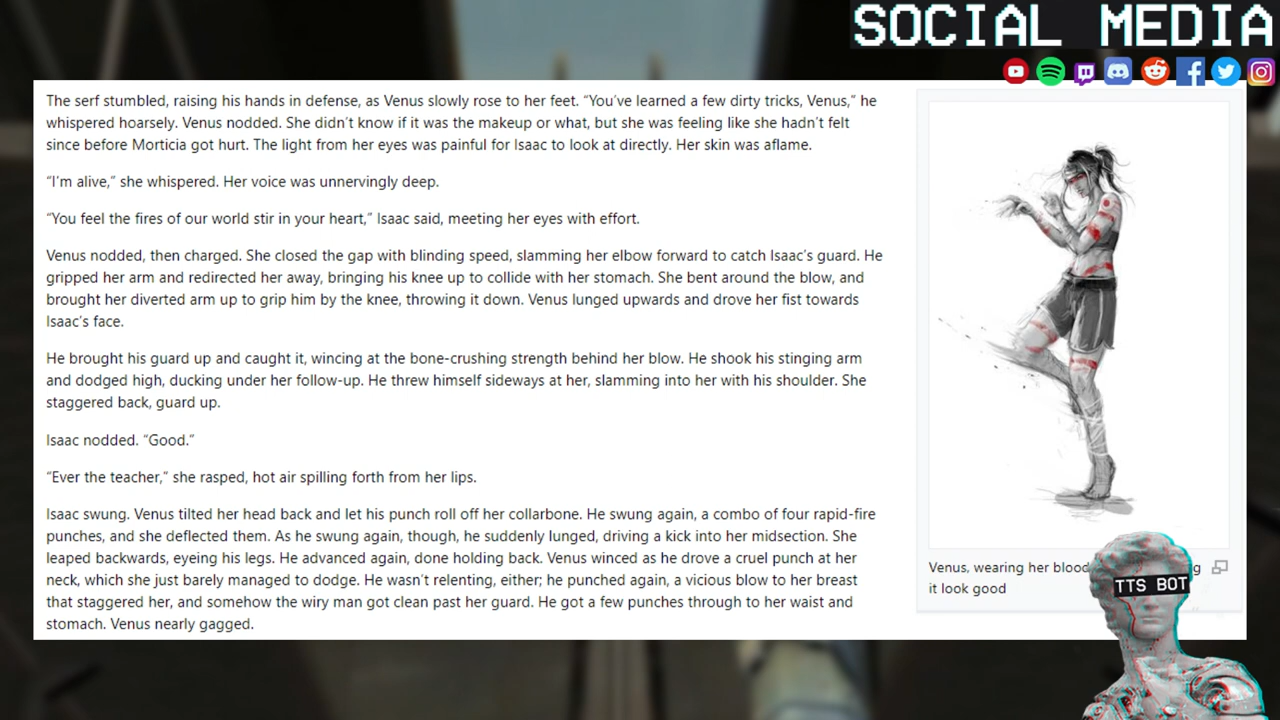 SOCIAL MEDIA
The serf stumbled, raising his hands in defense, as Venus slowly rose to her feet. “You’ve learned a few dirty tricks, Venus,” he
whispered hoarsely. Venus nodded. She didn’t know if it was the makeup or what, but she was feeling like she hadn’t felt
since before Morticia got hurt. The light from her eyes was painful for Isaac to look at directly. Her skin was aflame.
“I’m alive,” she whispered. Her voice was unnervingly deep.
“You feel the fires of our world stir in your heart,” Isaac said, meeting her eyes with effort.
Venus nodded, then charged. She closed the gap with blinding speed, slamming her elbow forward to catch Isaac’s guard. He
gripped her arm and redirected her away, bringing his knee up to collide with her stomach. She bent around the blow, and
brought her diverted arm up to grip him by the knee, throwing it down. Venus lunged upwards and drove her fist towards
Isaac’s face.
He brought his guard up and caught it, wincing at the bone-crushing strength behind her blow. He shook his stinging arm
and dodged high, ducking under her follow-up. He threw himself sideways at her, slamming into her with his shoulder. She
staggered back, guard up.
Isaac nodded. “Good.”
“Ever the teacher,” she rasped, hot air spilling forth from her lips.
Isaac swung. Venus tilted her head back and let his punch roll off her collarbone. He swung again, a combo of four rapid-fire
punches, and she deflected them. As he swung again, though, he suddenly lunged, driving a kick into her midsection. She
leaped backwards, eyeing his legs. He advanced again, done holding back. Venus winced as he drove a cruel punch at her
neck, which she just barely managed to dodge. He wasn’t relenting, either; he punched again, a vicious blow to her breast
that staggered her, and somehow the wiry man got clean past her guard. He got a few punches through to her waist and
stomach. Venus nearly gagged.
Venus, wearing her blood
it look good
TTS BOT